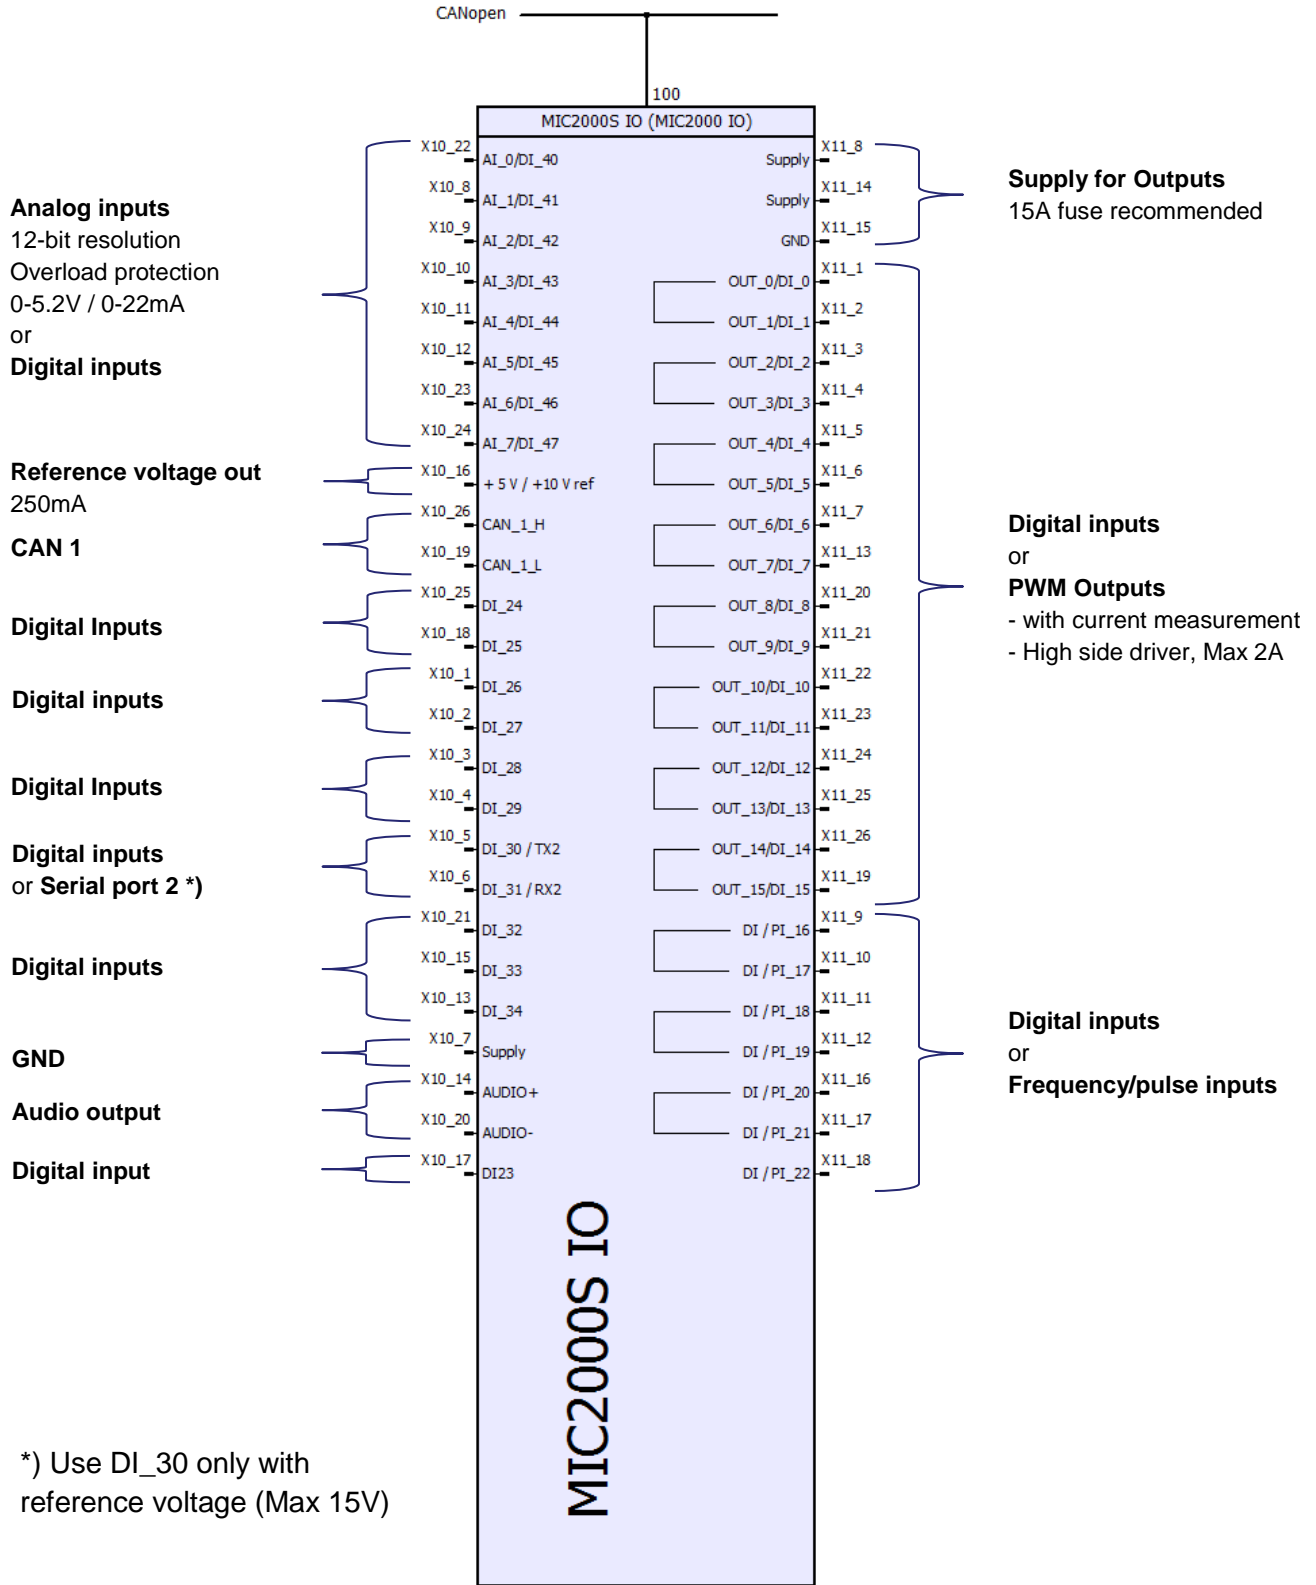 CANopen
100
MIC2000S IO (MIC2000 IO)
Analog inputs
12-bit resolution
Overload protection
0-5.2V / 0-22mA
or
Digital inputs
Reference voltage out
250mA
CAN 1
Digital Inputs
Digital inputs
Digital Inputs
Digital inputs
or Serial port 2 *)
Digital inputs
GND
Audio output
Digital input
X10_22 AI_0/DI_40
X10_8 AI_1/DI_41
X10_9 AI_2/DI_42
X10_10 AI_3/DI_43
X10_11 AI_4/DI_44
X10_12 AI_5/DI_45
X10_23 AI_6/DI_46
X10_24 AI_7/DI_47
X10_16 + 5 V / +10 V ref
X10_26 CAN_1_H
X10_19 CAN_1_L
X10_25 DI_24
X10_18 DI_25
X10_1 DI_26
X10_2 DI_27
X10_3 DI_28
X10_4 DI_29
X10_5 DI_30 / TX2
X10_6 DI_31 / RX2
X10_21 DI_32
X10_15 DI_33
X10_13 DI_34
X10_7 Supply
X10_14 AUDIO+
X10_20 AUDIO-
X10_17 DI23
Supply X11_8
Supply X11_14
GND X11_15
OUT_0/DI_0 X11_1
OUT_1/DI_1 X11_2
OUT_2/DI_2 X11_3
OUT_3/DI_3 X11_4
OUT_4/DI_4 X11_5
OUT_5/DI_5 X11_6
OUT_6/DI_6 X11_7
OUT_7/DI_7 X11_13
OUT_8/DI_8 X11_20
OUT_9/DI_9 X11_21
OUT_10/DI_10 X11_22
OUT_11/DI_11 X11_23
OUT_12/DI_12 X11_24
OUT_13/DI_13 X11_25
OUT_14/DI_14 X11_26
OUT_15/DI_15 X11_19
DI / PI_16 X11_9
DI / PI_17 X11_10
DI / PI_18 X11_11
DI / PI_19 X11_12
DI / PI_20 X11_16
DI / PI_21 X11_17
DI / PI_22 X11_18
Supply for Outputs
15A fuse recommended
Digital inputs
or
PWM Outputs
- with current measurement
- High side driver, Max 2A
Digital inputs
or
Frequency/pulse inputs
MIC2000S IO
*) Use DI_30 only with
reference voltage (Max 15V)